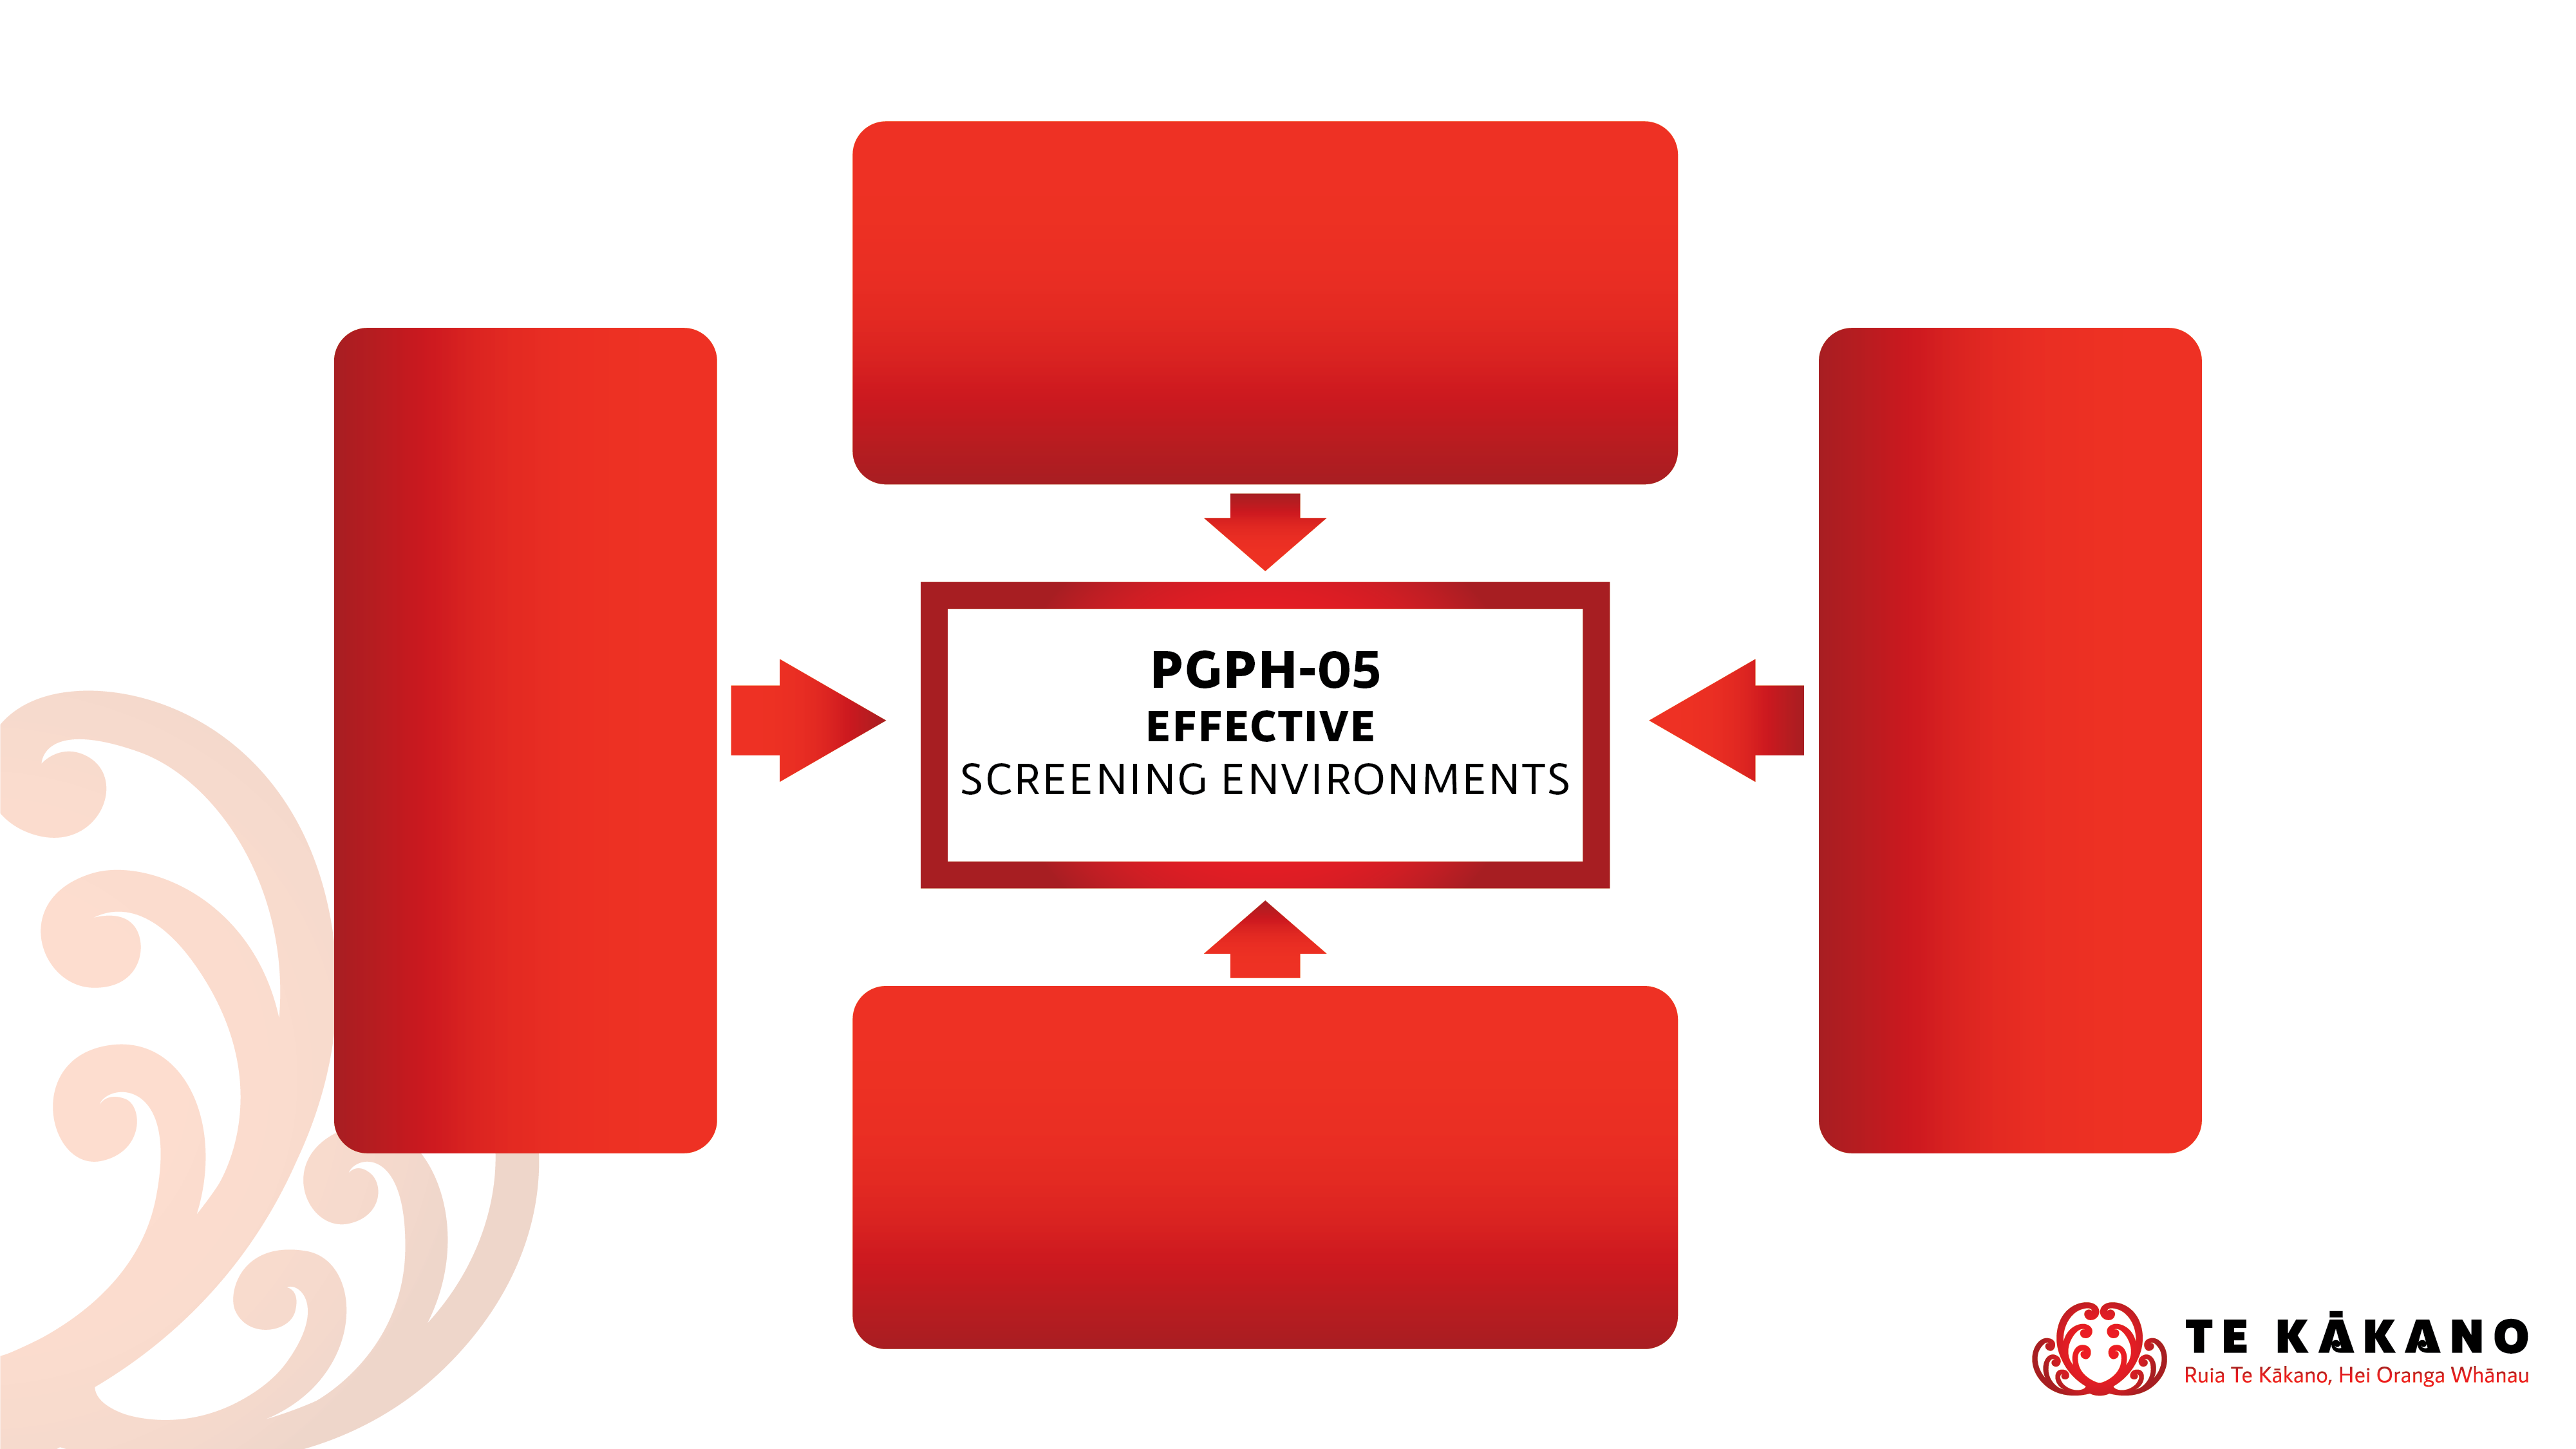 PGPH-05
EFFECTIVE
SCREENING ENVIRONMENTS
TE KĀKANO
Ruia Te Kākano, Hei Oranga Whānau